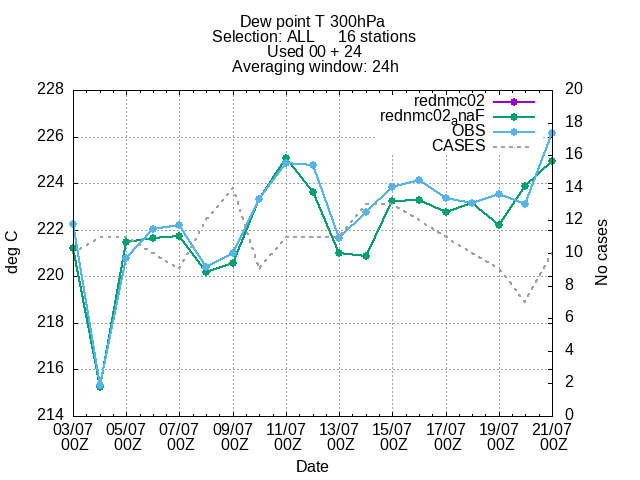 Dew point T 300hPa
Selection: ALL 16 stations
Used 00 + 24
Averaging window: 24h
228
226
224
222
220
218
216
214
deg C
20
18
16
14
12
10
8
6
4
2
0
No cases
rednmc02
rednmc02_anaF
OBS
CASES
03/07 05/07 07/07 09/07 11/07 13/07 15/07 17/07 19/07 21/07
00Z 00Z 00Z 00Z 00Z 00Z 00Z 00Z 00Z 00Z
Date